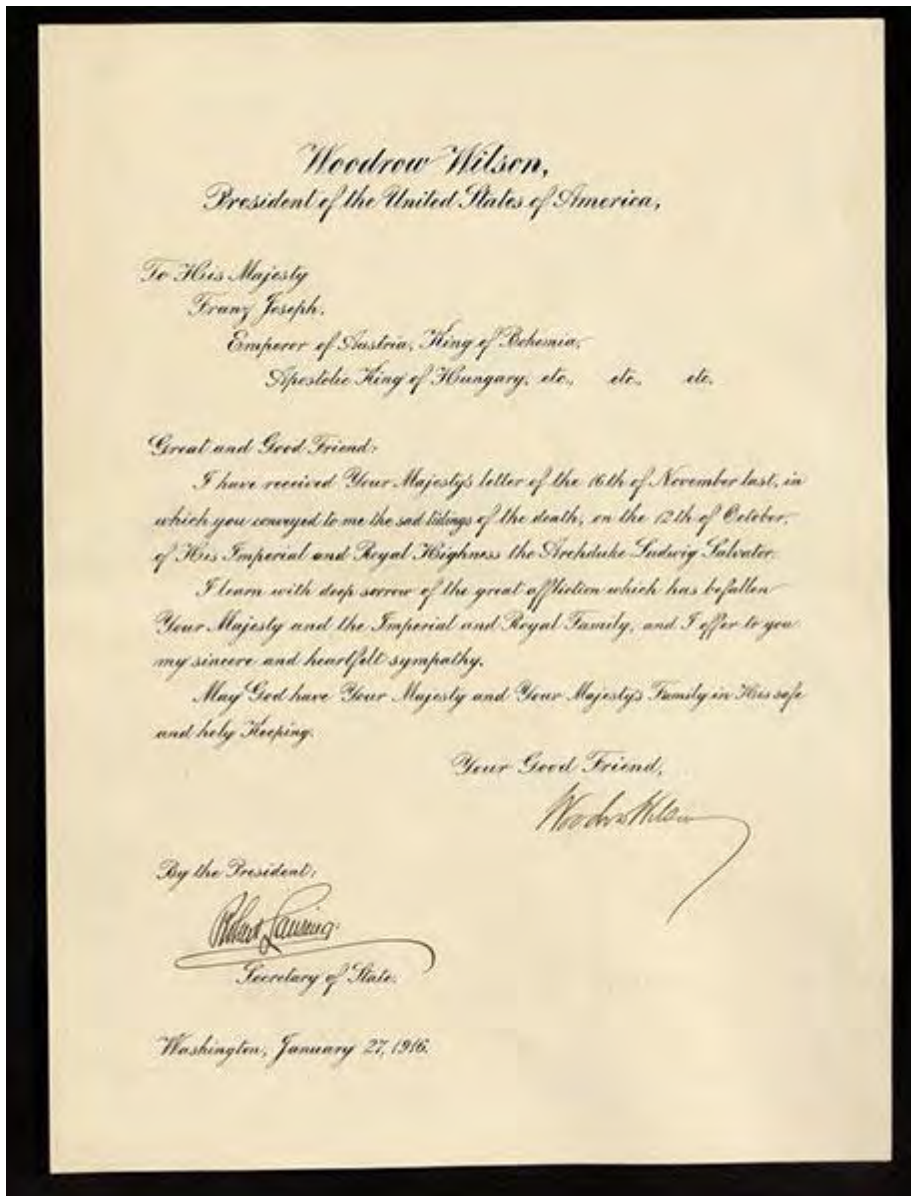 Woodrow Wilson,
President of the United States of America,
To His Majesty
Franz Joseph,
Emperor of Austria, King of Bohemia,
Apostolic King of Hungary, etc., etc., etc.
Great and Good Friend:
I have received Your Majesty's letter of the 16th of November last, in
which you conveyed to me the sad tidings of the death, on the 12th of October,
of His Imperial and Royal Highness the Archduke Ludwig Salvator.
I learn with deep sorrow of the great affliction which has befallen
Your Majesty and the Imperial and Royal Family, and I offer to you
my sincere and heartfelt sympathy.
May God have Your Majesty and Your Majesty's Family in His safe
and holy Keeping.
Your Good Friend,
Woodrow Wilson
By the President:
Robert Lansing
Secretary of State.
Washington, January 27, 1916.